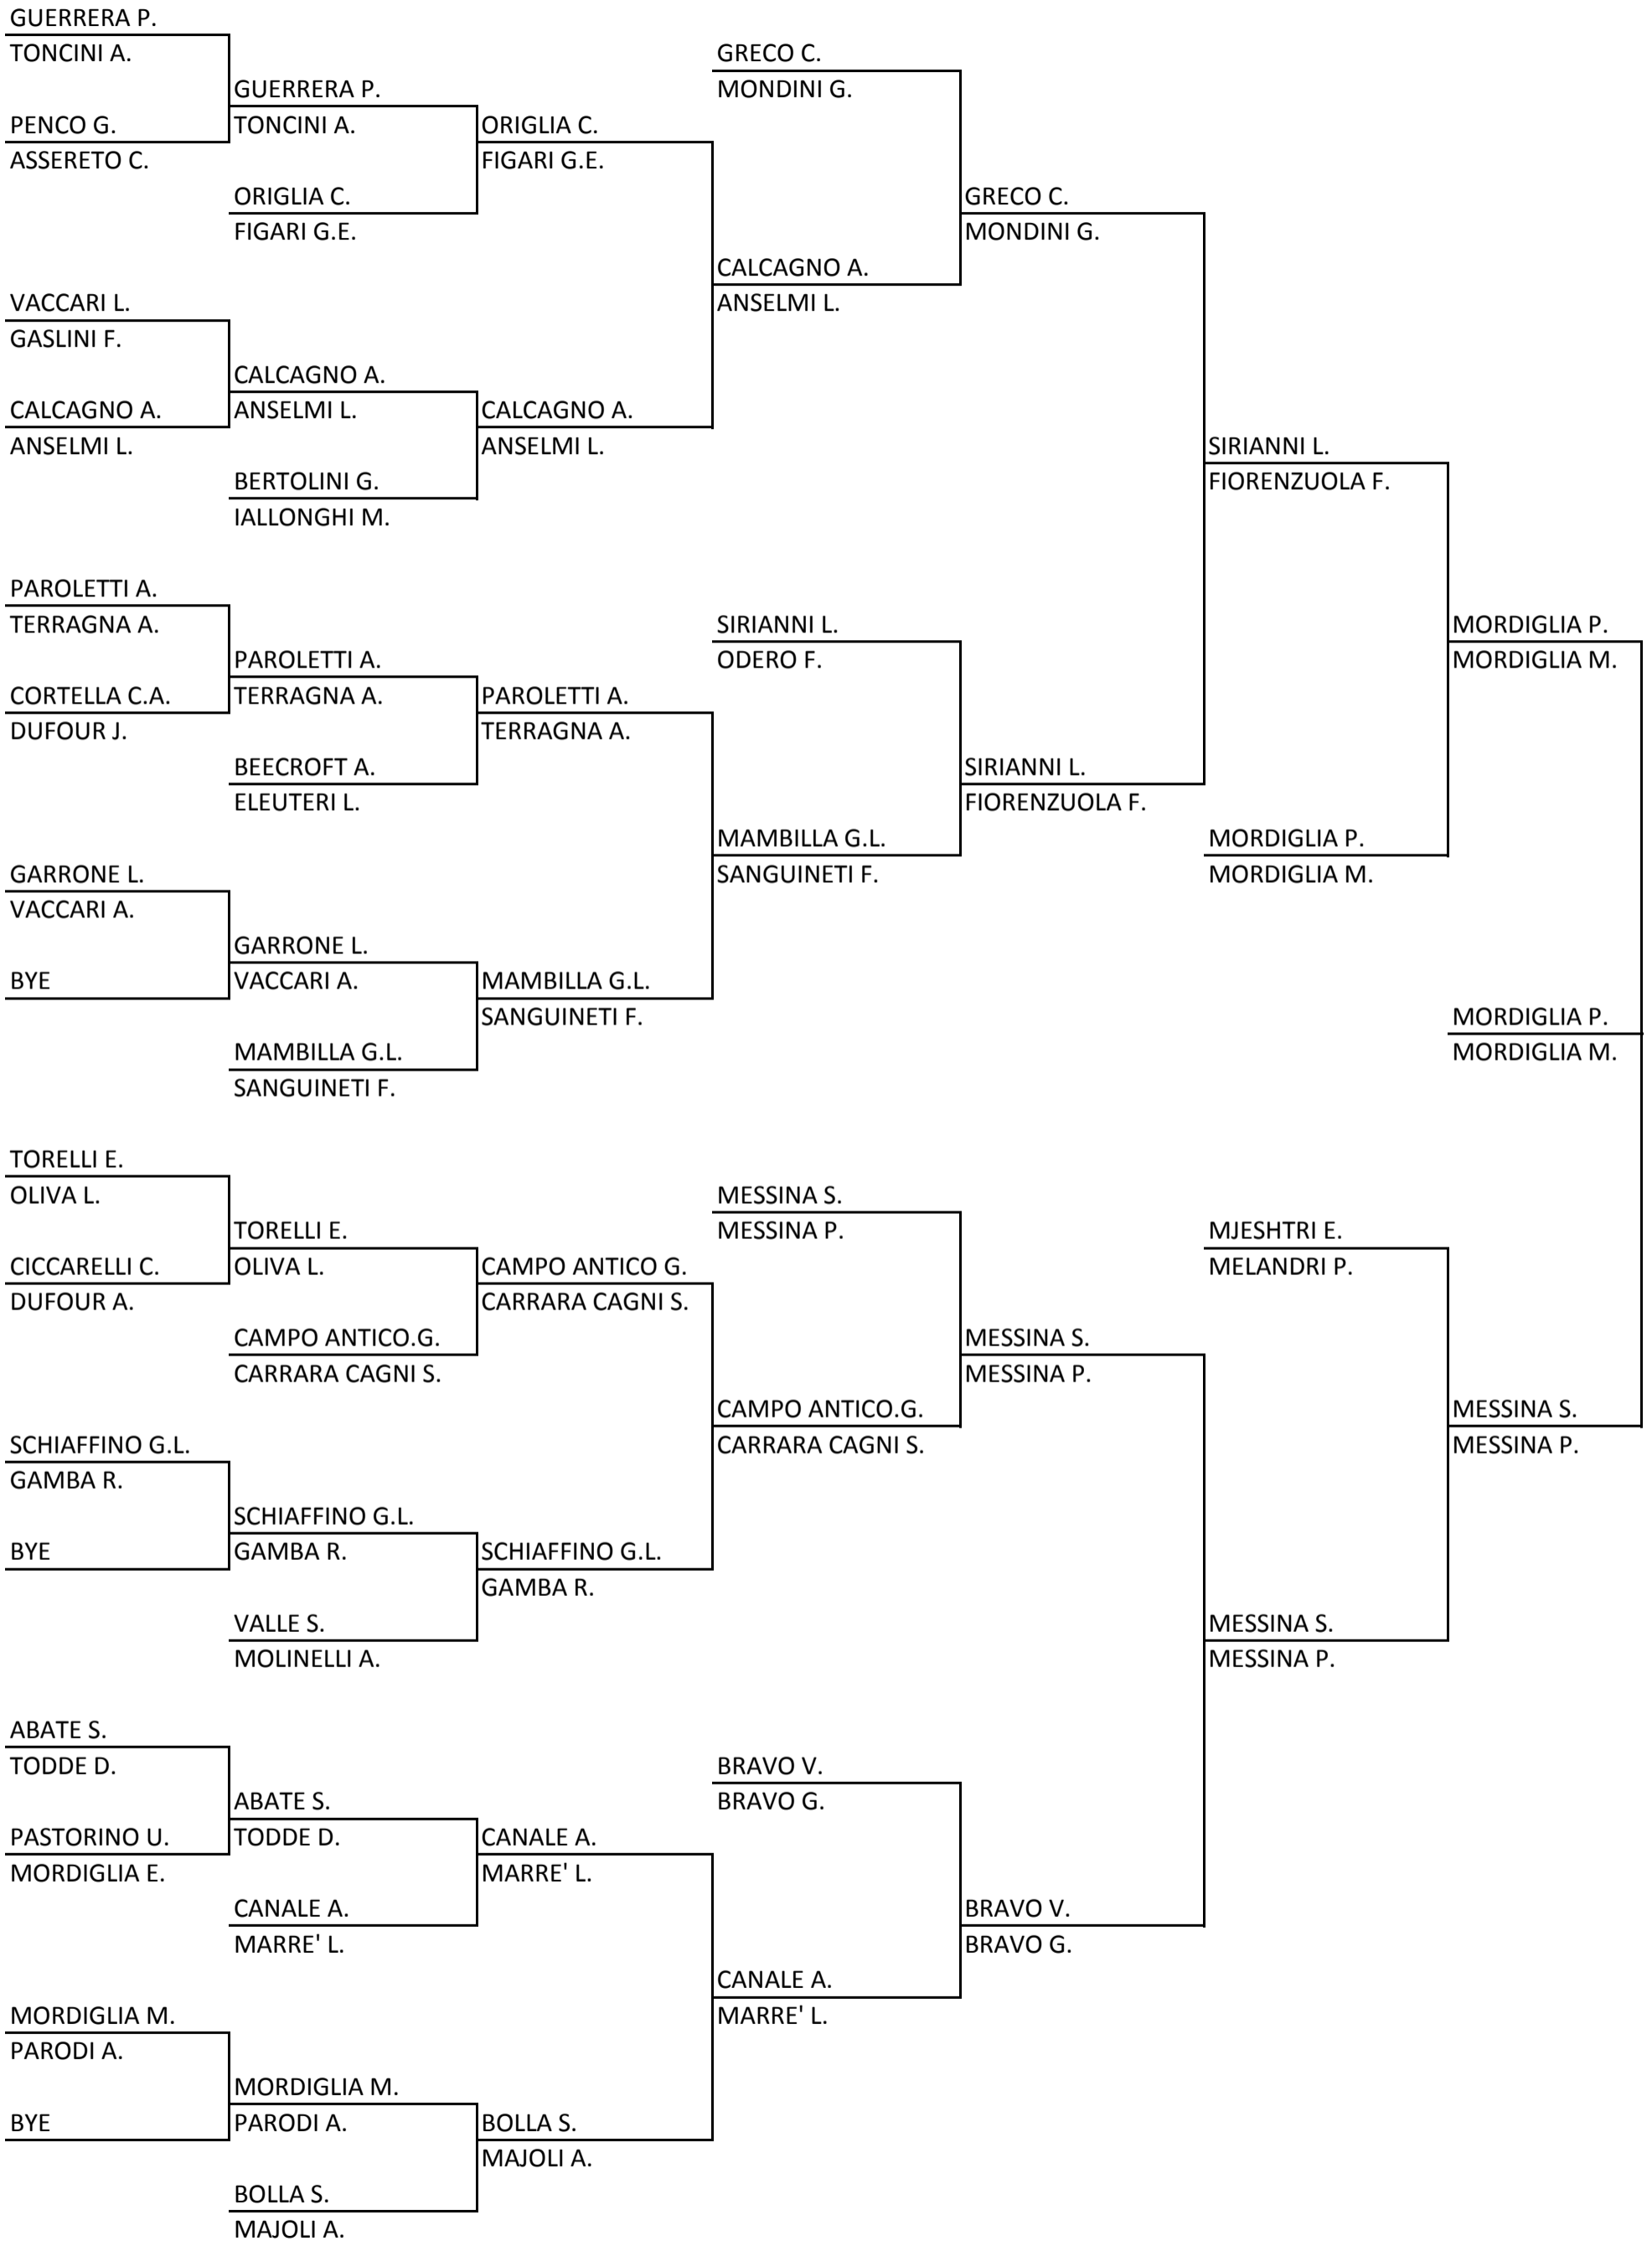 GUERRERA P.
TONCINI A.
PENCO G.
ASSERETO C.
VACCARI L.
GASLINI F.
CALCAGNO A.
ANSELMI L.
PAROLETTI A.
TERRAGNA A.
CORTELLA C.A.
DUFOUR J.
GARRONE L.
VACCARI A.
BYE
TORELLI E.
OLIVA L.
CICCARELLI C.
DUFOUR A.
SCHIAFFINO G.L.
GAMBA R.
BYE
ABATE S.
TODDE D.
PASTORINO U.
MORDIGLIA E.
MORDIGLIA M.
PARODI A.
BYE
GUERRERA P.
TONCINI A.
ORIGLIA C.
FIGARI G.E.
CALCAGNO A.
ANSELMI L.
BERTOLINI G.
IALLONGHI M.
PAROLETTI A.
TERRAGNA A.
BEECROFT A.
ELEUTERI L.
GARRONE L.
VACCARI A.
MAMBILLA G.L.
SANGUINETI F.
TORELLI E.
OLIVA L.
CAMPO ANTICO.G.
CARRARA CAGNI S.
SCHIAFFINO G.L.
GAMBA R.
VALLE S.
MOLINELLI A.
ABATE S.
TODDE D.
CANALE A.
MARRE' L.
MORDIGLIA M.
PARODI A.
BOLLA S.
MAJOLI A.
ORIGLIA C.
FIGARI G.E.
CALCAGNO A.
ANSELMI L.
PAROLETTI A.
TERRAGNA A.
MAMBILLA G.L.
SANGUINETI F.
CAMPO ANTICO G.
CARRARA CAGNI S.
SCHIAFFINO G.L.
GAMBA R.
CANALE A.
MARRE' L.
BOLLA S.
MAJOLI A.
GRECO C.
MONDINI G.
CALCAGNO A.
ANSELMI L.
SIRIANNI L.
ODERO F.
MAMBILLA G.L.
SANGUINETI F.
MESSINA S.
MESSINA P.
CAMPO ANTICO.G.
CARRARA CAGNI S.
BRAVO V.
BRAVO G.
CANALE A.
MARRE' L.
GRECO C.
MONDINI G.
SIRIANNI L.
FIORENZUOLA F.
MESSINA S.
MESSINA P.
BRAVO V.
BRAVO G.
SIRIANNI L.
FIORENZUOLA F.
MORDIGLIA P.
MORDIGLIA M.
MJESHTRI E.
MELANDRI P.
MESSINA S.
MESSINA P.
MORDIGLIA P.
MORDIGLIA M.
MORDIGLIA P.
MORDIGLIA M.
MESSINA S.
MESSINA P.